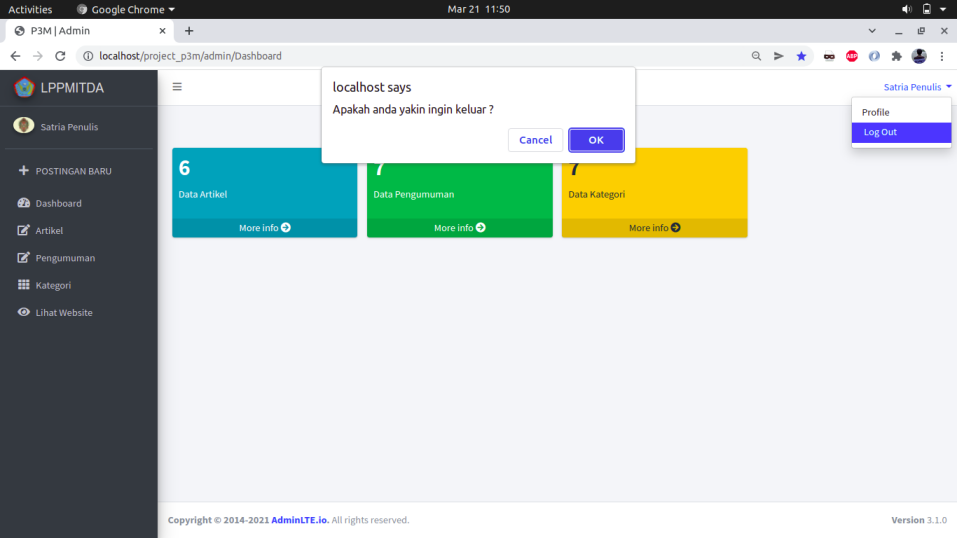 Activities
Google Chrome
Mar 21 11:50
P3M | Admin
localhost/project_p3m/admin/Dashboard
ABP
LPPMITDA
Satria Penulis
localhost says
Apakah anda yakin ingin keluar ?
Cancel
OK
Profile
Log Out
Satria Penulis
POSTINGAN BARU
Dashboard
Artikel
Pengumuman
Kategori
Lihat Website
6
Data Artikel
More info
7
Data Pengumuman
More info
7
Data Kategori
More info
Copyright © 2014-2021 AdminLTE.io. All rights reserved.
Version 3.1.0